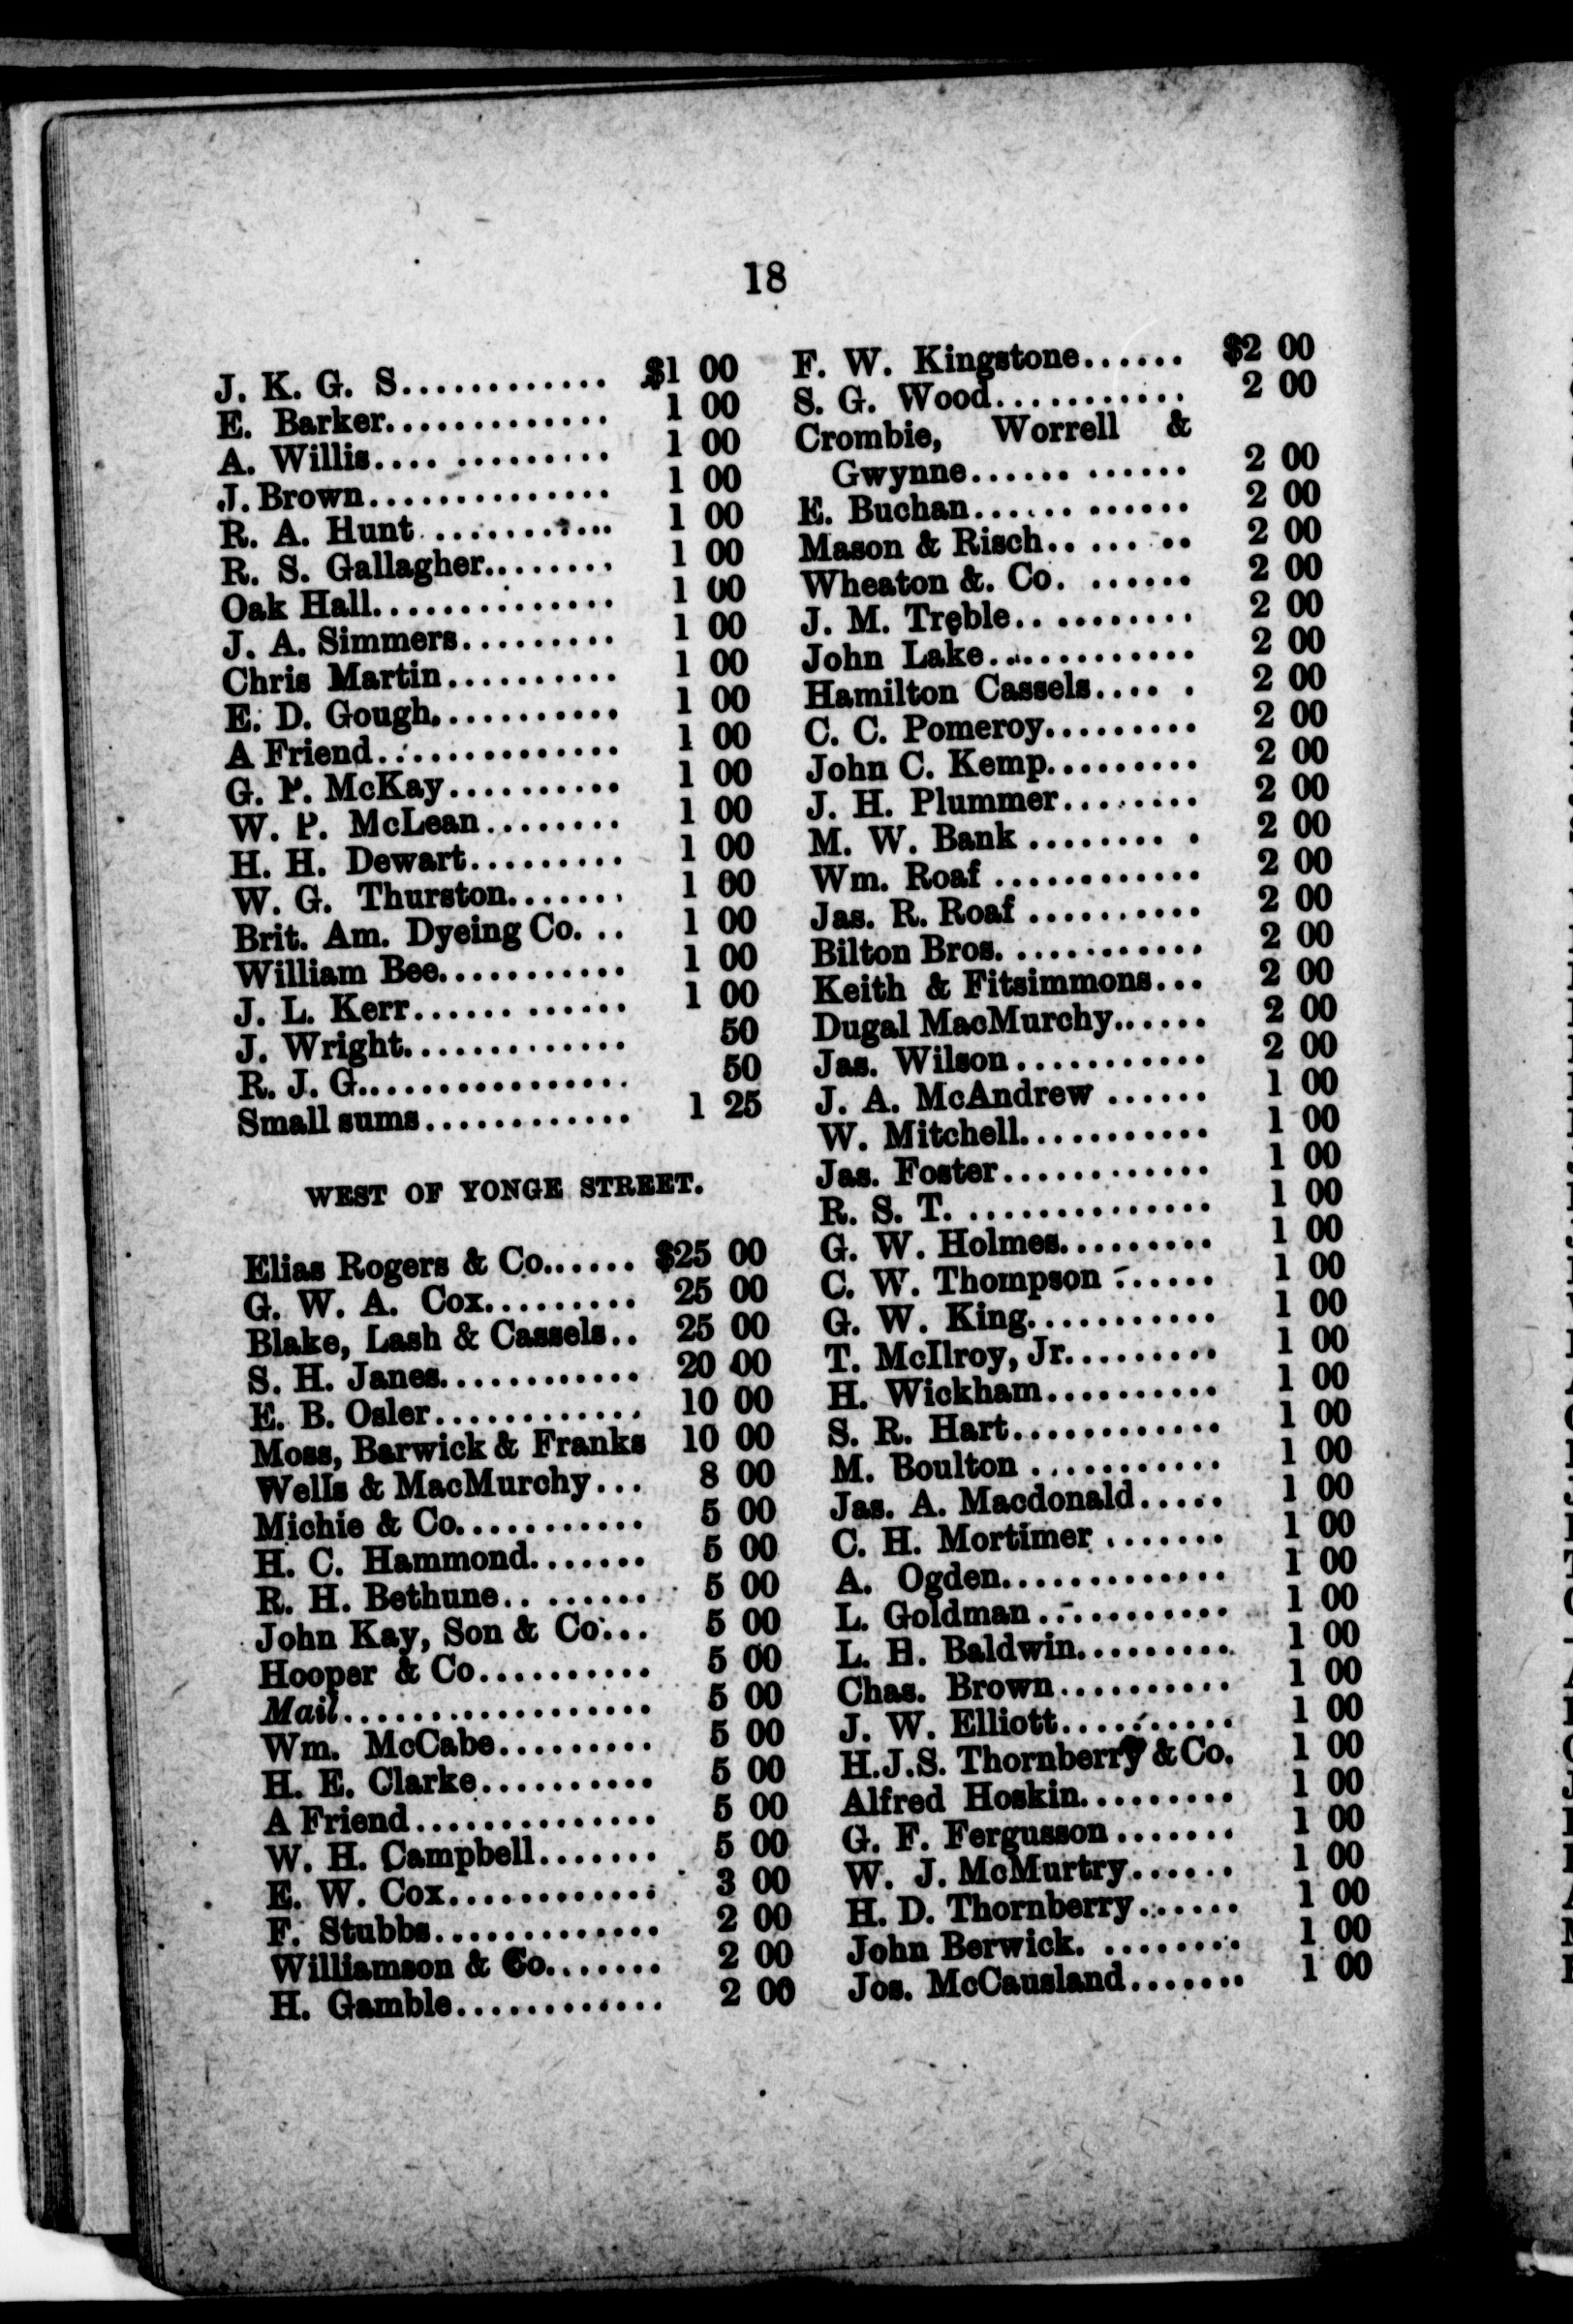 18
J. K. G. S............ $1 00
E. Barker............. 1 00
A. Willis.... ......... 1 00
J. Brown.............. 1 00
R. A. Hunt ........... 1 00
R. S. Gallagher........ 1 00
Oak Hall.............. 1 00
J. A. Simmers......... 1 00
Chris Martin.......... 1 00
E. D. Gough........... 1 00
A Friend.............. 1 00
G. P. McKay.......... 1 00
W. P. McLean........ 1 00
H. H. Dewart......... 1 00
W. G. Thurston....... 1 00
Brit. Am. Dyeing Co. .. 1 00
William Bee........... 1 00
J. L. Kerr...... ...... 1 00
J. Wright............. 50
R. J. G................ 50
Small sums............ 1 25
WEST OF YONGE STREET.
Elias Rogers & Co...... $25 00
G. W. A. Cox......... 25 00
Blake, Lash & Cassels.. 25 00
S. H. Janes............ 20 00
E. B. Osler............ 10 00
Moss, Barwick & Franks 10 00
Wells & MacMurchy... 8 00
Michie & Co........... 5 00
H. C. Hammond....... 5 00
R. H. Bethune.. ...... 5 00
John Kay, Son & Co... 5 00
Hooper & Co.......... 5 00
Mail.................. 5 00
Wm. McCabe......... 5 00
H. E. Clarke.......... 5 00
A Friend.............. 5 00
W. H. Campbell....... 5 00
E. W. Cox............ 3 00
F. Stubbs............. 2 00
Williamson & Co....... 2 00
H. Gamble............ 2 00
F. W. Kingstone...... $2 00
S. G. Wood........... 2 00
Crombie, Worrell &
Gwynne...... ...... 2 00
E. Buchan...... ...... 2 00
Mason & Risch.. ... .. 2 00
Wheaton &. Co. ...... 2 00
J. M. Treble.. ........ 2 00
John Lake............ 2 00
Hamilton Cassels.... . 2 00
C. C. Pomeroy......... 2 00
John C. Kemp......... 2 00
J. H. Plummer........ 2 00
M. W. Bank ........ . 2 00
Wm. Roaf ............ 2 00
Jas. R. Roaf .......... 2 00
Bilton Bros. ........... 2 00
Keith & Fitsimmons... 2 00
Dugal MacMurchy...... 2 00
Jas. Wilson........... 2 00
J. A. McAndrew ...... 1 00
W. Mitchell........... 1 00
Jas. Foster............ 1 00
R. S. T. .............. 1 00
G. W. Holmes......... 1 00
C. W. Thompson ...... 1 00
G. W. King........... 1 00
T. McIlroy, Jr......... 1 00
H. Wickham.......... 1 00
S. R. Hart............ 1 00
M. Boulton ........... 1 00
Jas. A. Macdonald..... 1 00
C. H. Mortimer ....... 1 00
A. Ogden............. 1 00
L. Goldman........... 1 00
L. H. Baldwin......... 1 00
Chas. Brown.......... 1 00
J. W. Elliott.......... 1 00
H.J.S. Thornberry & Co. 1 00
Alfred Hoskin......... 1 00
G. F. Fergusson....... 1 00
W. J. McMurtry...... 1 00
H. D. Thornberry...... 1 00
John Berwick. ........ 1 00
Jos. McCausland....... 1 00